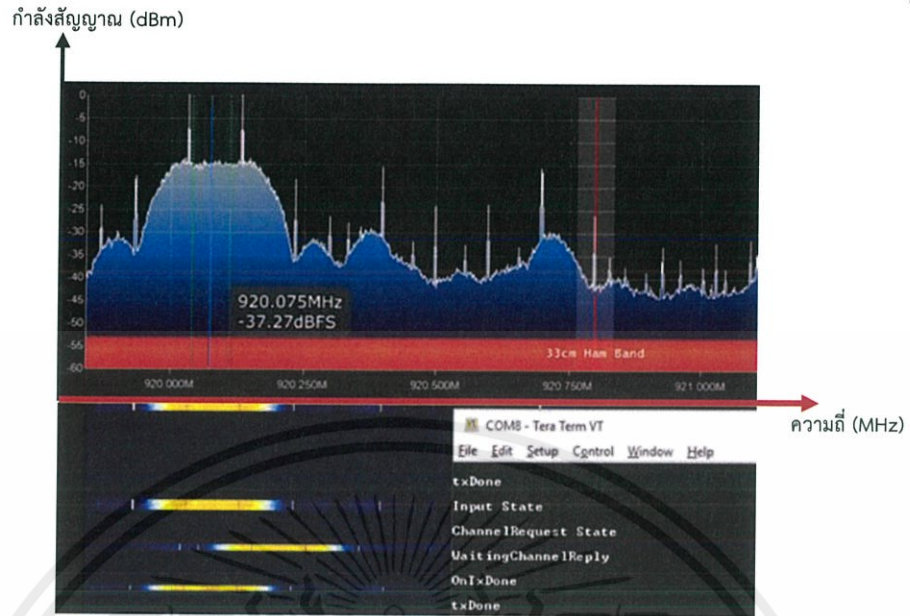 กำลังสัญญาณ (dBm)
0
-5
-10
-15
-20
-25
-30
-35
-40
-45
-50
-55
-60
920.075MHz
-37.27dBFS
33cm Ham Band
920 000M 920 250M 920 500M 920 750M 921 000M
ความถี่ (MHz)
COM8 - Tera Term VT
File Edit Setup Control Window Help
txDone
Input State
ChannelRequest State
WaitingChannelReply
OnTxDone
txDone